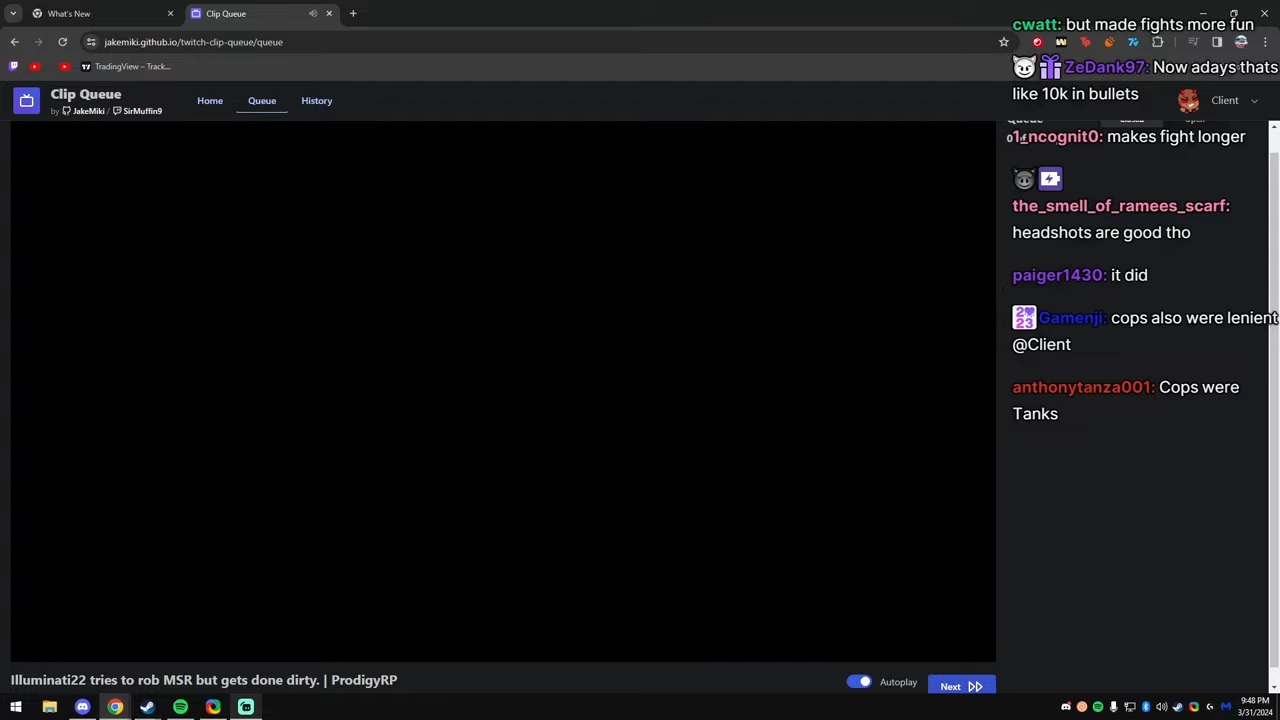 What's New
Clip Queue
jakemiki.github.io/twitch-clip-queue/queue
TradingView – Track...
Clip Queue
by JakeMiki / SirMuffin9
Home
Queue
History
Client
cwatt: but made fights more fun
ZeDank97: Now adays thats
like 10k in bullets
1_ncognit0: makes fight longer
the_smell_of_ramees_scarf:
headshots are good tho
paiger1430: it did
Gamenji: cops also were lenient
@Client
anthonytanza001: Cops were
Tanks
Illuminati22 tries to rob MSR but gets done dirty. | ProdigyRP
Autoplay
Next
9:48 PM
3/31/2024